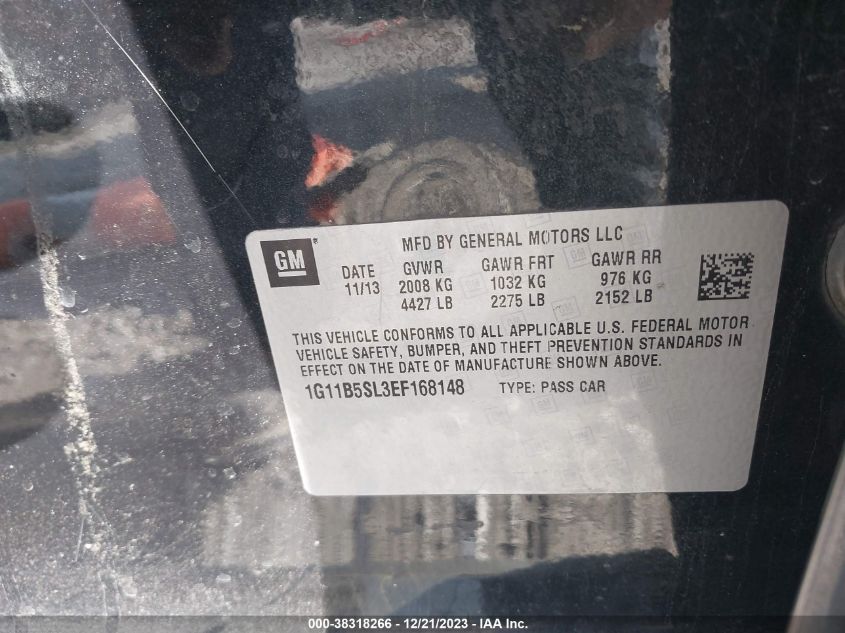 GM ®
MFD BY GENERAL MOTORS LLC
DATE GVWR GAWR FRT GAWR RR
11/13 2008 KG 1032 KG 976 KG
4427 LB 2275 LB 2152 LB
THIS VEHICLE CONFORMS TO ALL APPLICABLE U.S. FEDERAL MOTOR
VEHICLE SAFETY, BUMPER, AND THEFT PREVENTION STANDARDS IN
EFFECT ON THE DATE OF MANUFACTURE SHOWN ABOVE.
1G11B5SL3EF168148 TYPE: PASS CAR
000-38318266 - 12/21/2023 - IAA Inc.